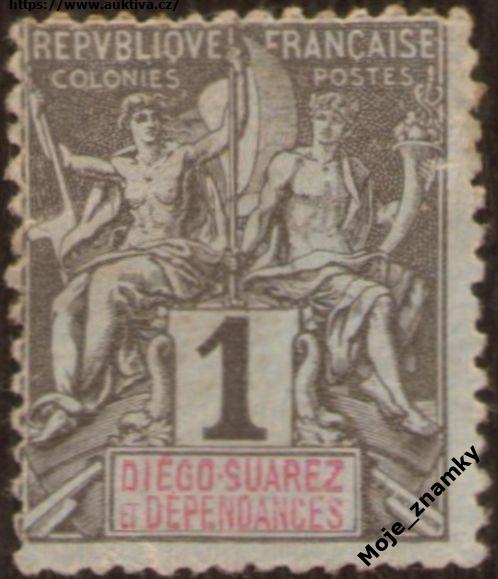 https://www.auktiva.cz/
REPVBLIQVE FRANÇAISE
COLONIES POSTES
1
DIÉGO-SUAREZ
ET DÉPENDANCES
Moje_znamky